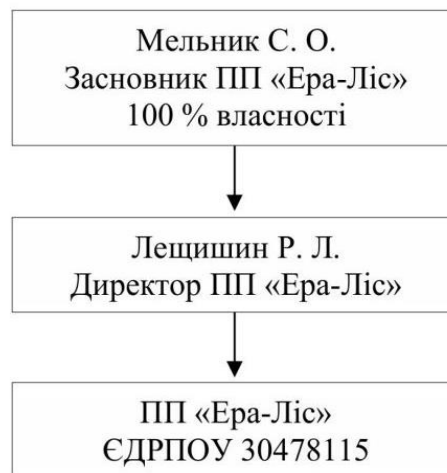 Мельник С. О.
Засновник ПП «Ера-Ліс»
100 % власності
Лещишин Р. Л.
Директор ПП «Ера-Ліс»
ПП «Ера-Ліс»
ЄДРПОУ 30478115